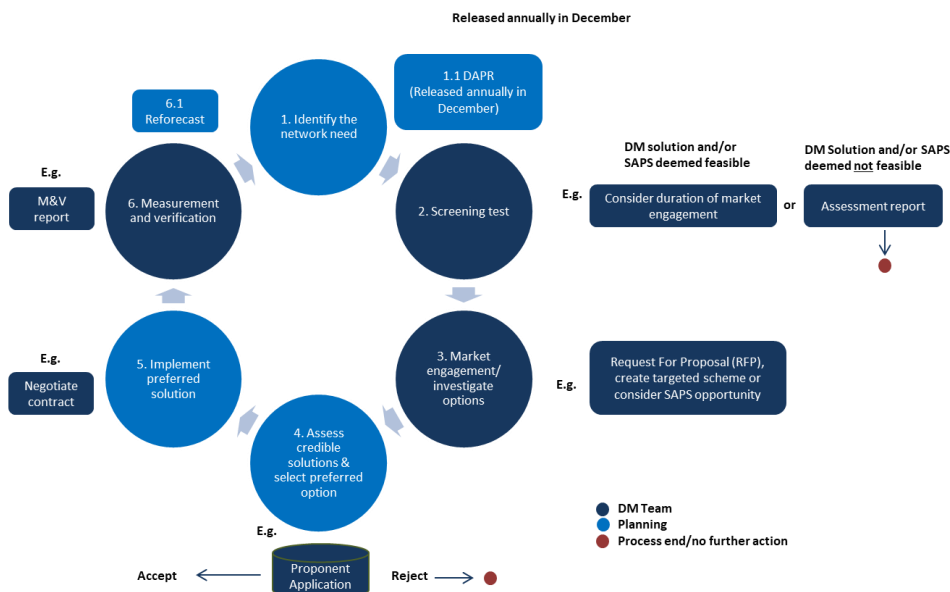 Released annually in December
1.1 DAPR
(Released annually in
December)
6.1
Reforecast
1. Identify the
network need
DM solution and/or
SAPS deemed feasible
DM Solution and/or SAPS
deemed not feasible
E.g.
M&V
report
6. Measurement
and verification
2. Screening test
E.g.
Consider duration of market
engagement
or
Assessment report
E.g.
Negotiate
contract
5. Implement
preferred
solution
3. Market
engagement/
investigate
options
E.g.
Request For Proposal (RFP),
create targeted scheme or
consider SAPS opportunity
4. Assess
credible
solutions &
select preferred
option
E.g.
Proponent
Application
Accept
Reject
DM Team
Planning
Process end/no further action